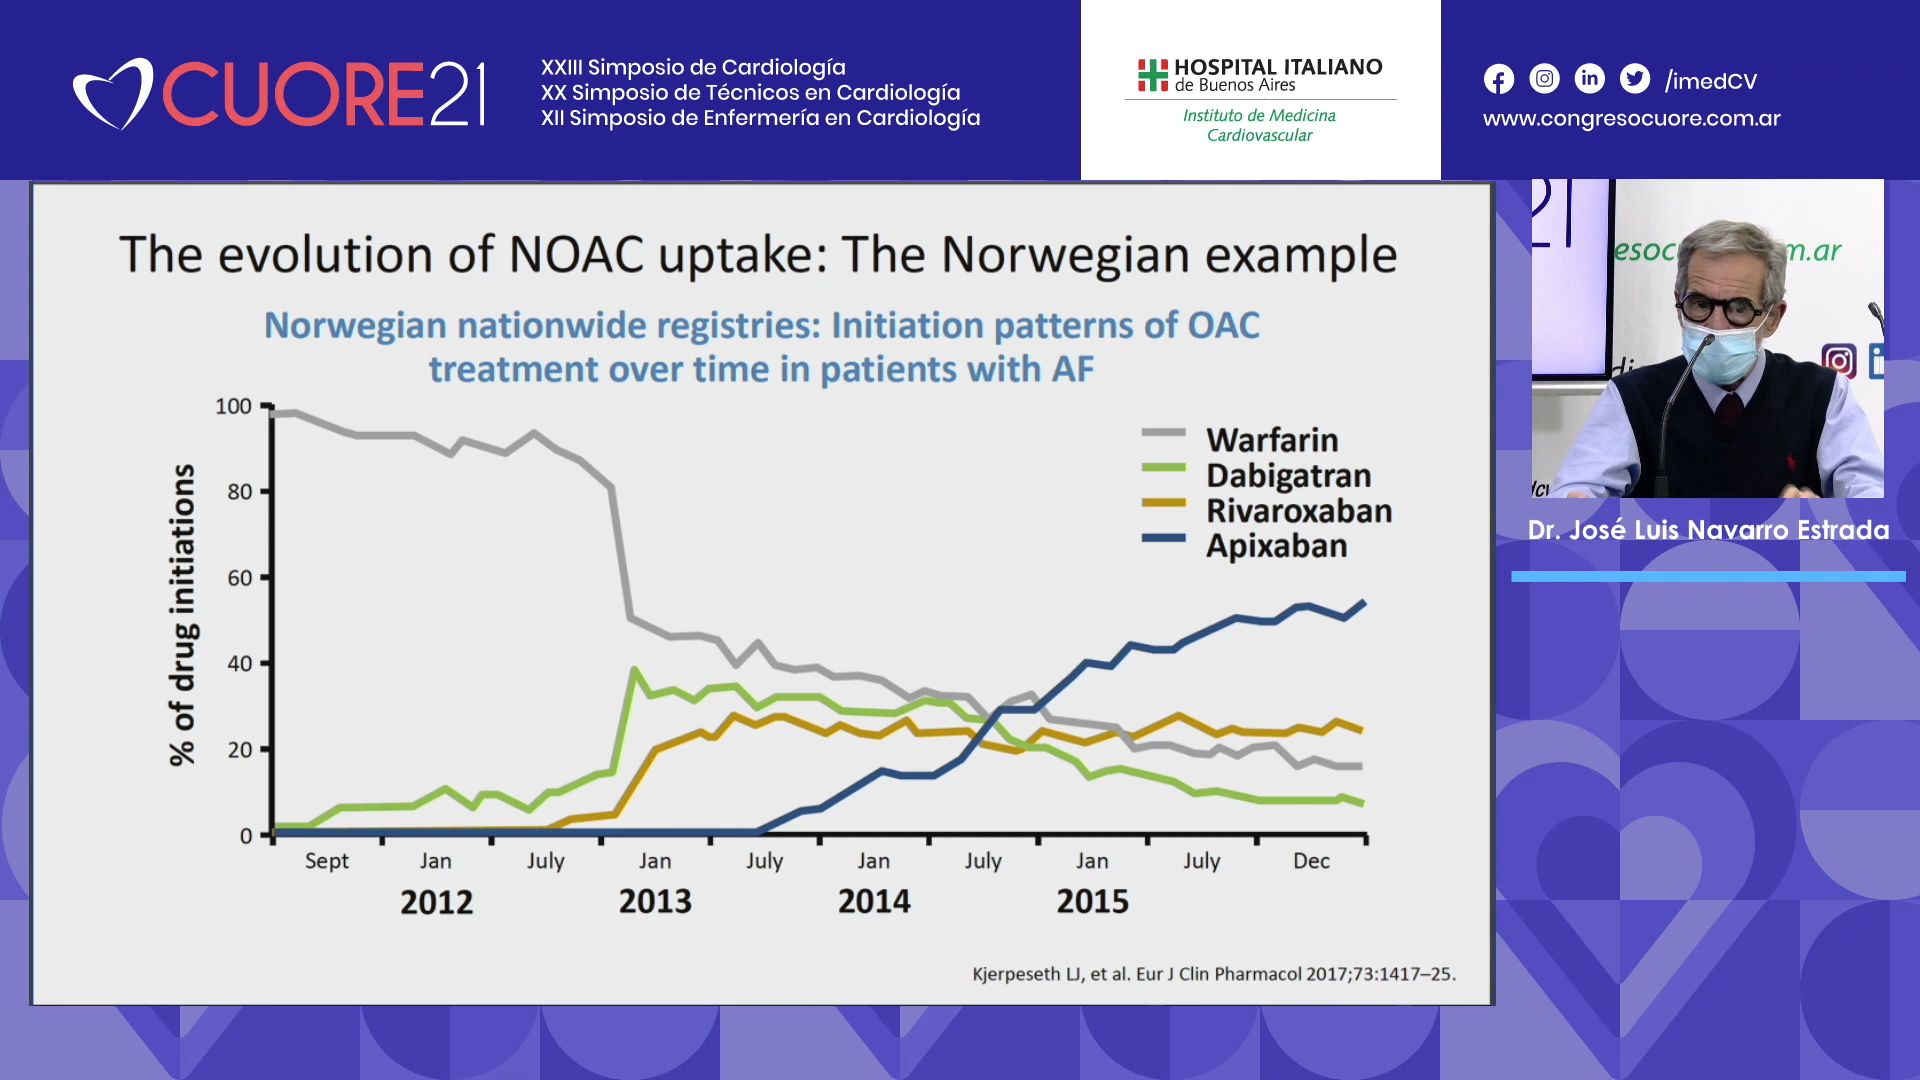 CUORE21
XXIII Simposio de Cardiología
XX Simposio de Técnicos en Cardiología
XII Simposio de Enfermería en Cardiología
HOSPITAL ITALIANO
de Buenos Aires
Instituto de Medicina
Cardiovascular
/imedCV
www.congresocuore.com.ar
The evolution of NOAC uptake: The Norwegian example
Norwegian nationwide registries: Initiation patterns of OAC
treatment over time in patients with AF
% of drug initiations
100
80
60
40
20
0
Warfarin
Dabigatran
Rivaroxaban
Apixaban
Sept Jan July Jan July Jan July Jan July Dec
2012 2013 2014 2015
Kjerpeseth LJ, et al. Eur J Clin Pharmacol 2017;73:1417–25.
21
m.ar
Dr. José Luis Navarro Estrada